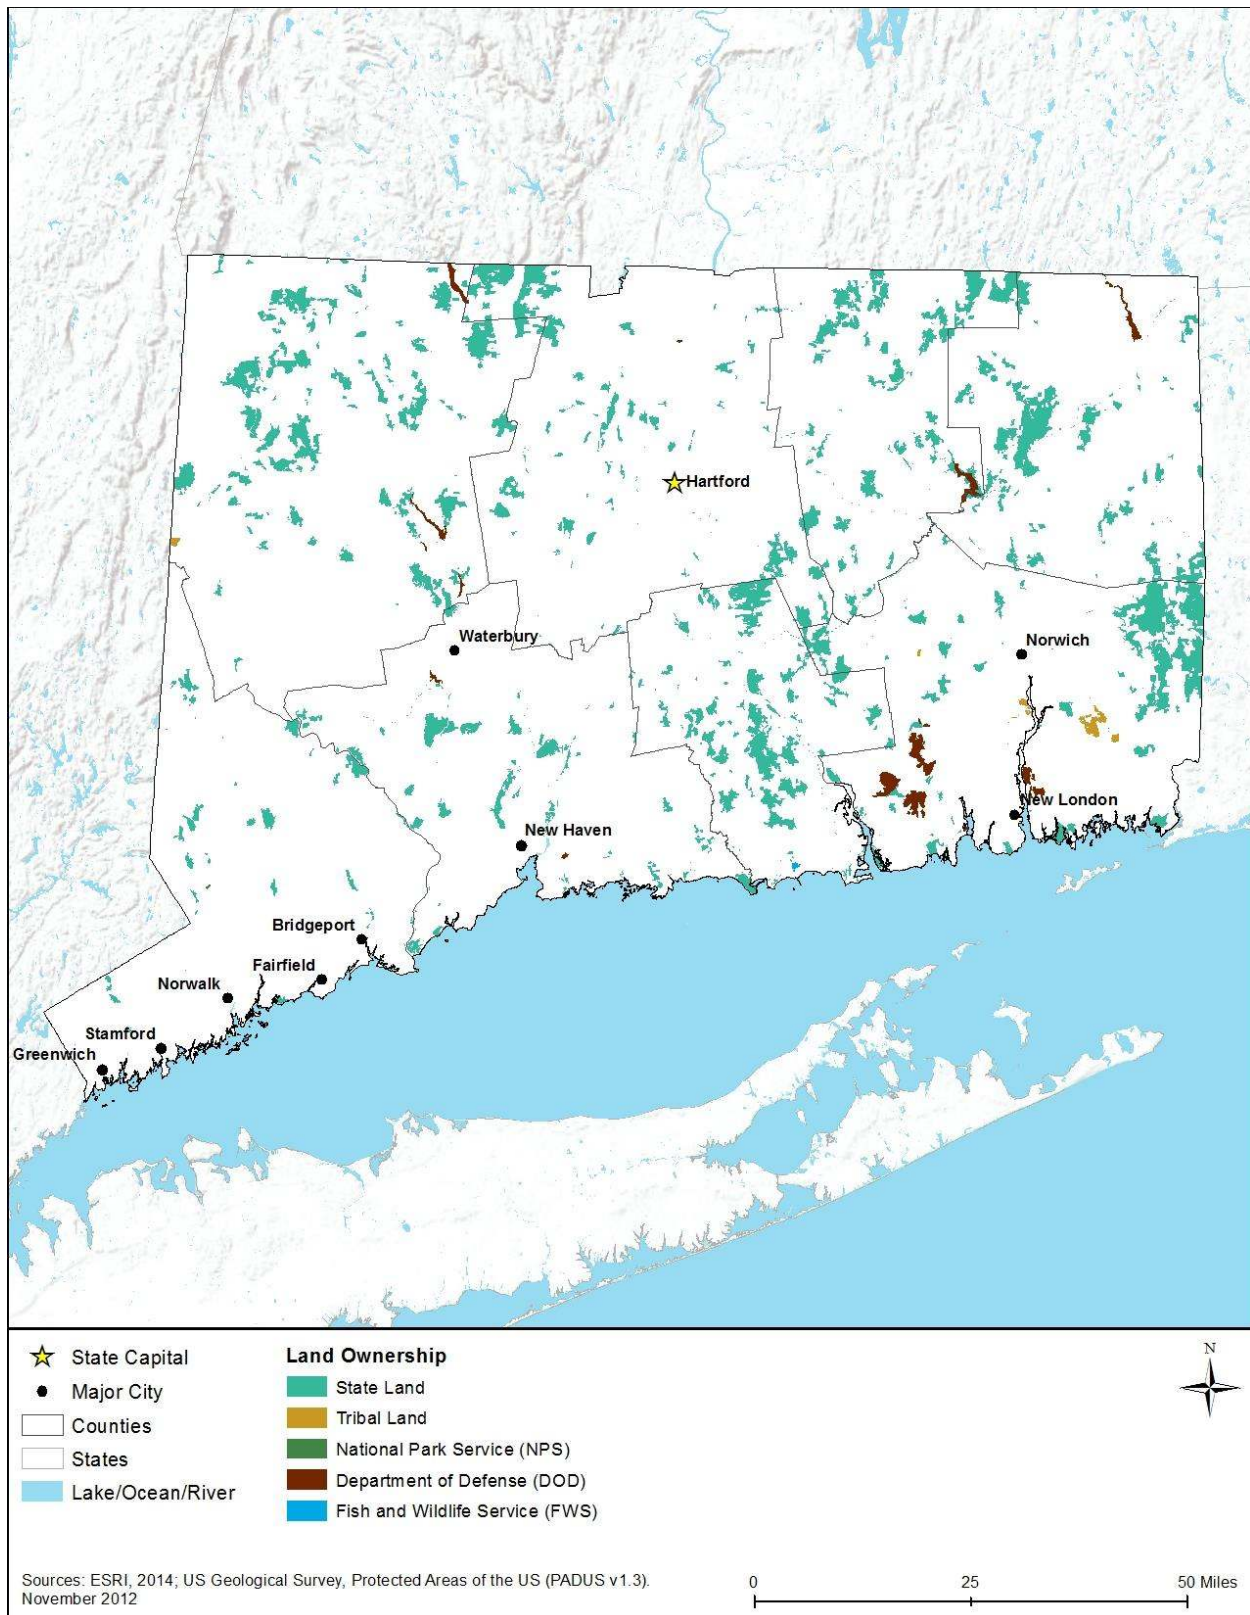 Hartford
Waterbury
Norwich
New London
New Haven
Bridgeport
Fairfield
Norwalk
Stamford
Greenwich
State Capital
Major City
Counties
States
Lake/Ocean/River
Land Ownership
State Land
Tribal Land
National Park Service (NPS)
Department of Defense (DOD)
Fish and Wildlife Service (FWS)
N
Sources: ESRI, 2014; US Geological Survey, Protected Areas of the US (PADUS v1.3).
November 2012
0 25 50 Miles